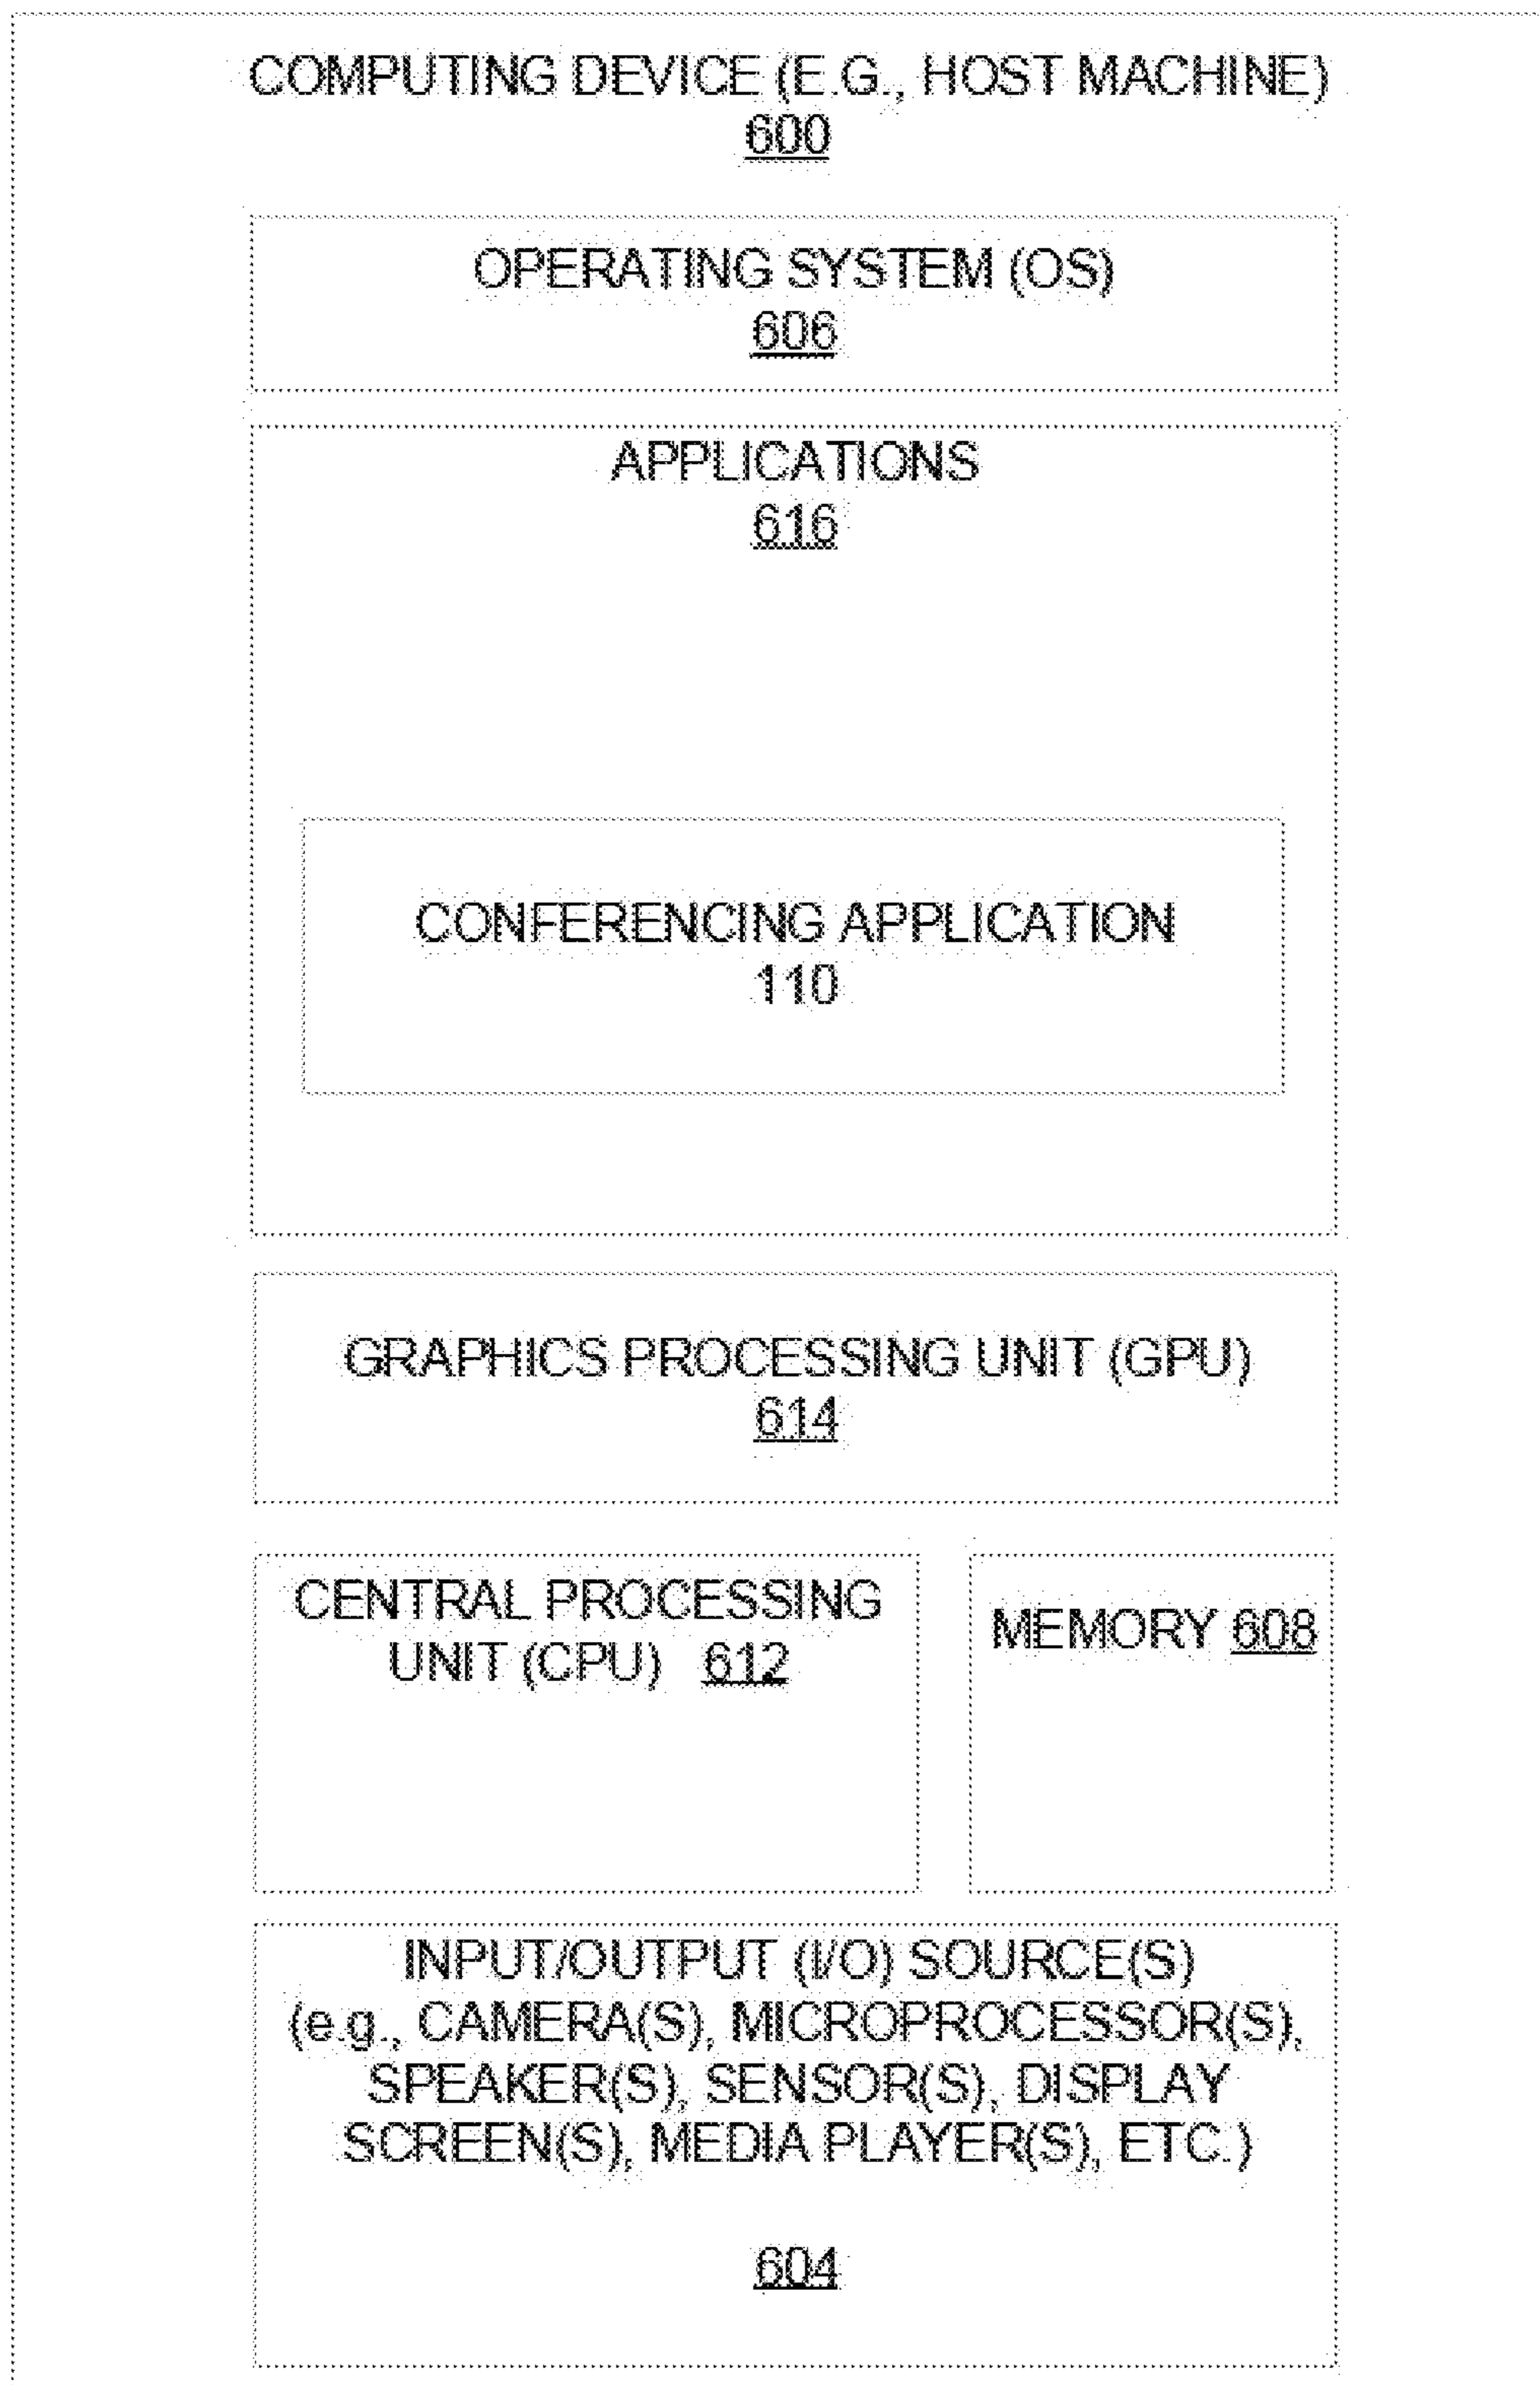 COMPUTING DEVICE (E.G., HOST MACHINE)
600
OPERATING SYSTEM (OS)
606
APPLICATIONS
616
CONFERENCING APPLICATION
110
GRAPHICS PROCESSING UNIT (GPU)
614
CENTRAL PROCESSING
UNIT (CPU) 612
MEMORY 608
INPUT/OUTPUT (I/O) SOURCE(S)
(e.g., CAMERA(S), MICROPROCESSOR(S),
SPEAKER(S), SENSOR(S), DISPLAY
SCREEN(S), MEDIA PLAYER(S), ETC.)
604